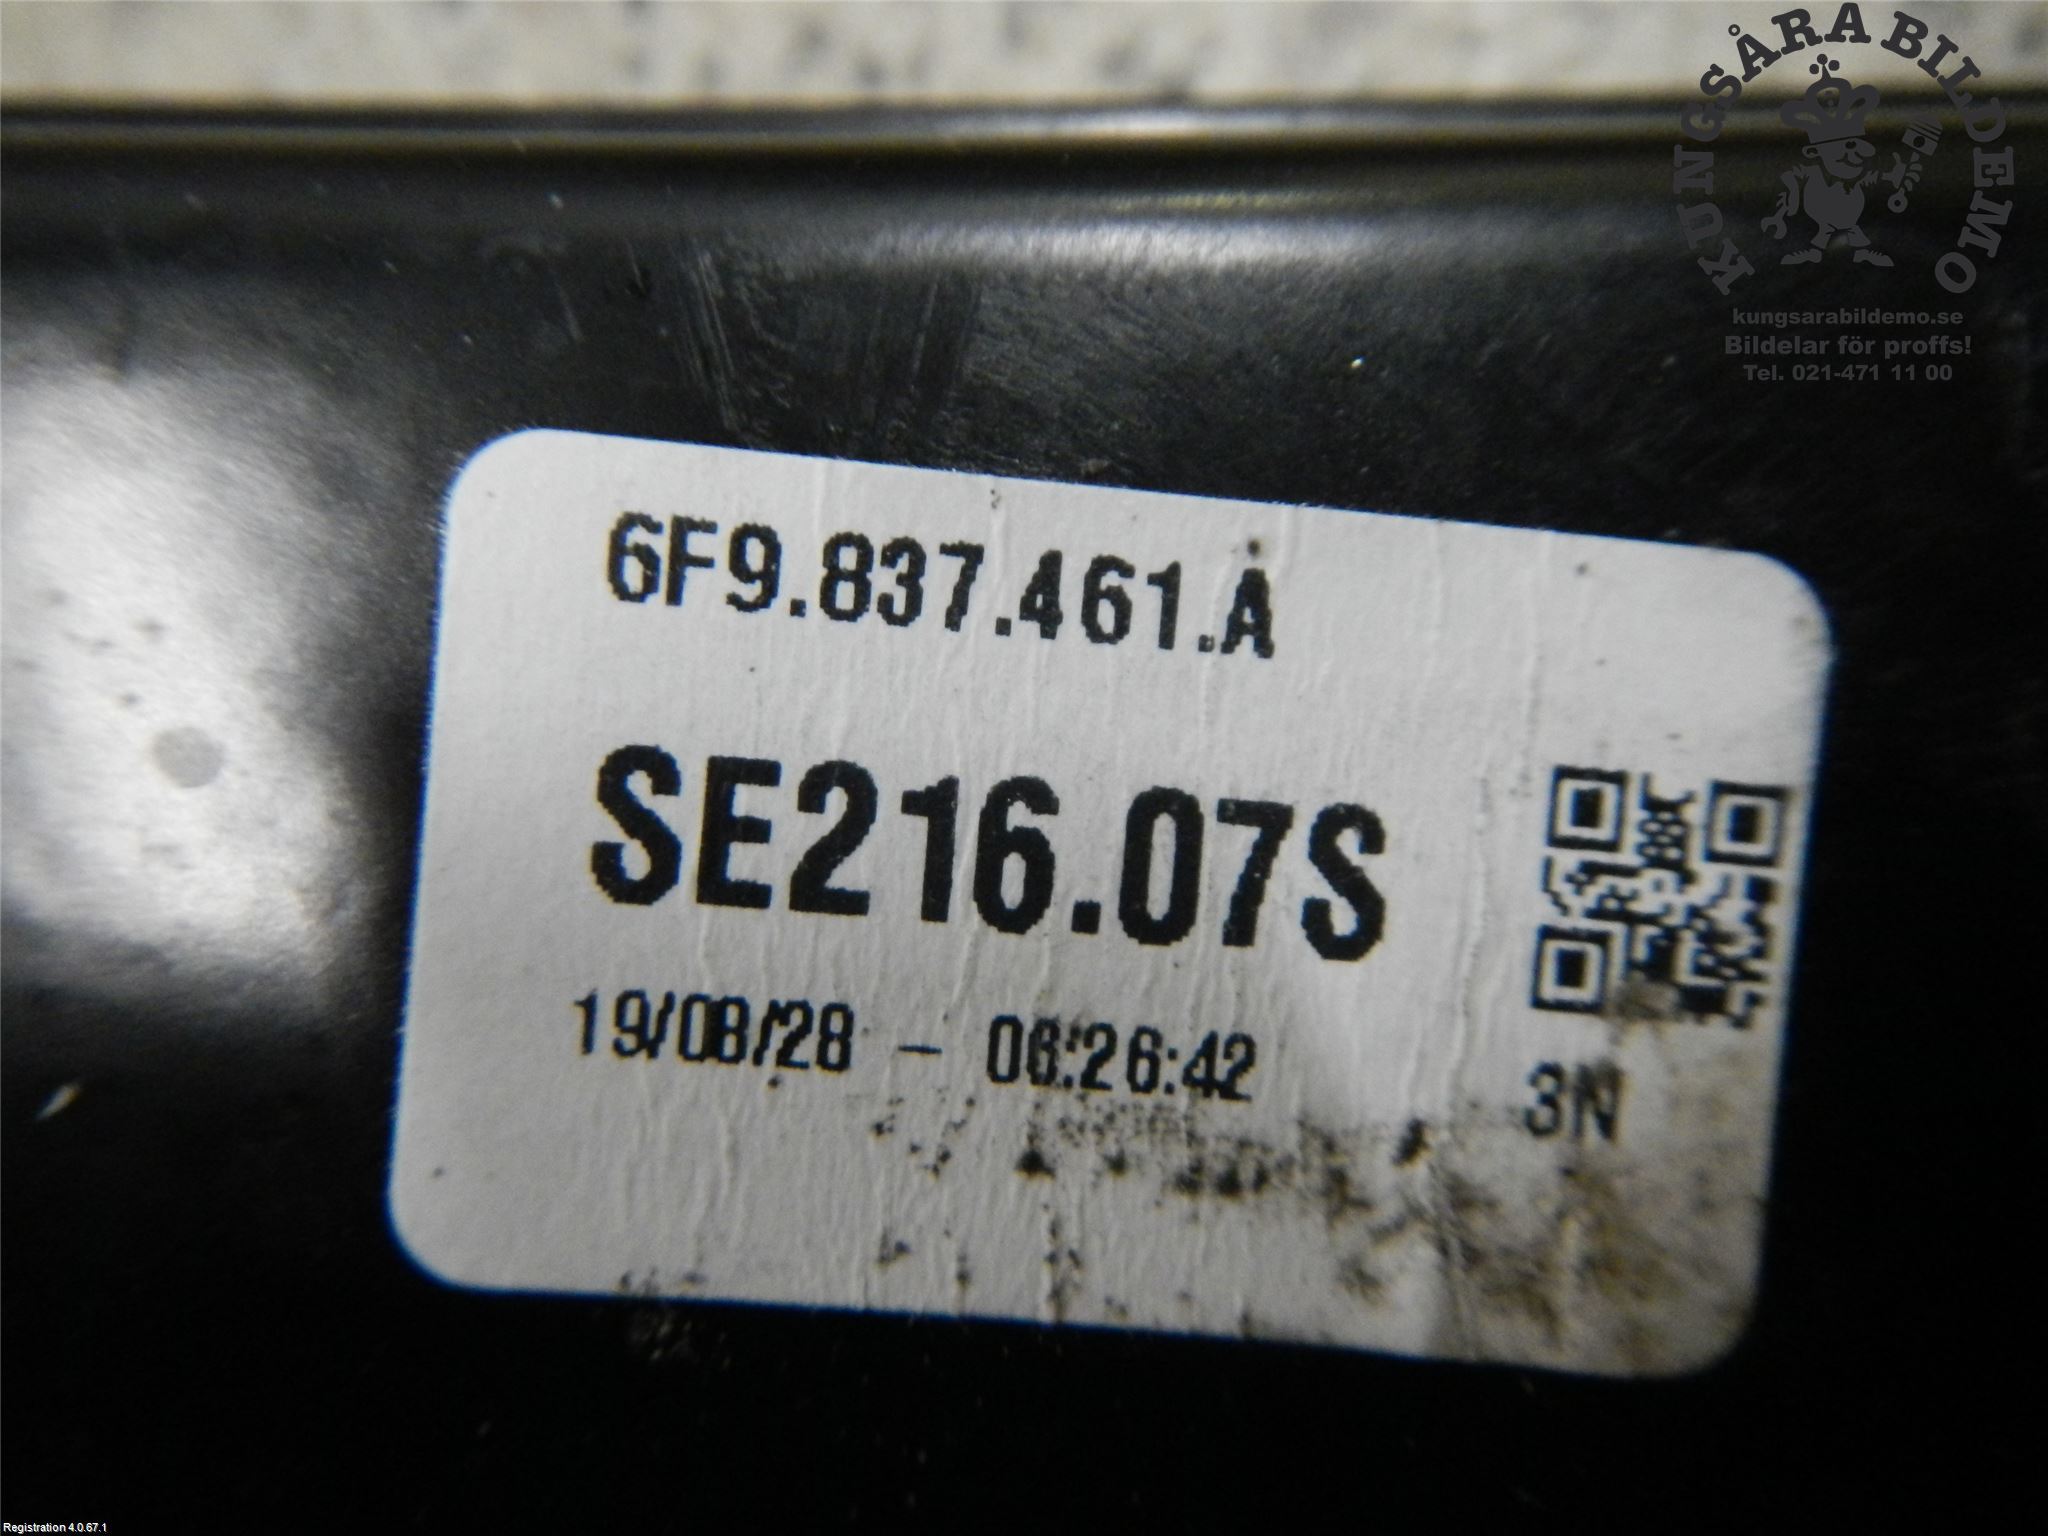 KUNGSÅRA BILDEMO
kungsarabildemo.se
Bildelar för proffs!
Tel. 021-471 11 00
6F9.837.461.A
SE216.07S
19/08/28 - 06:26:42
3N
Registration 4.0.67.1